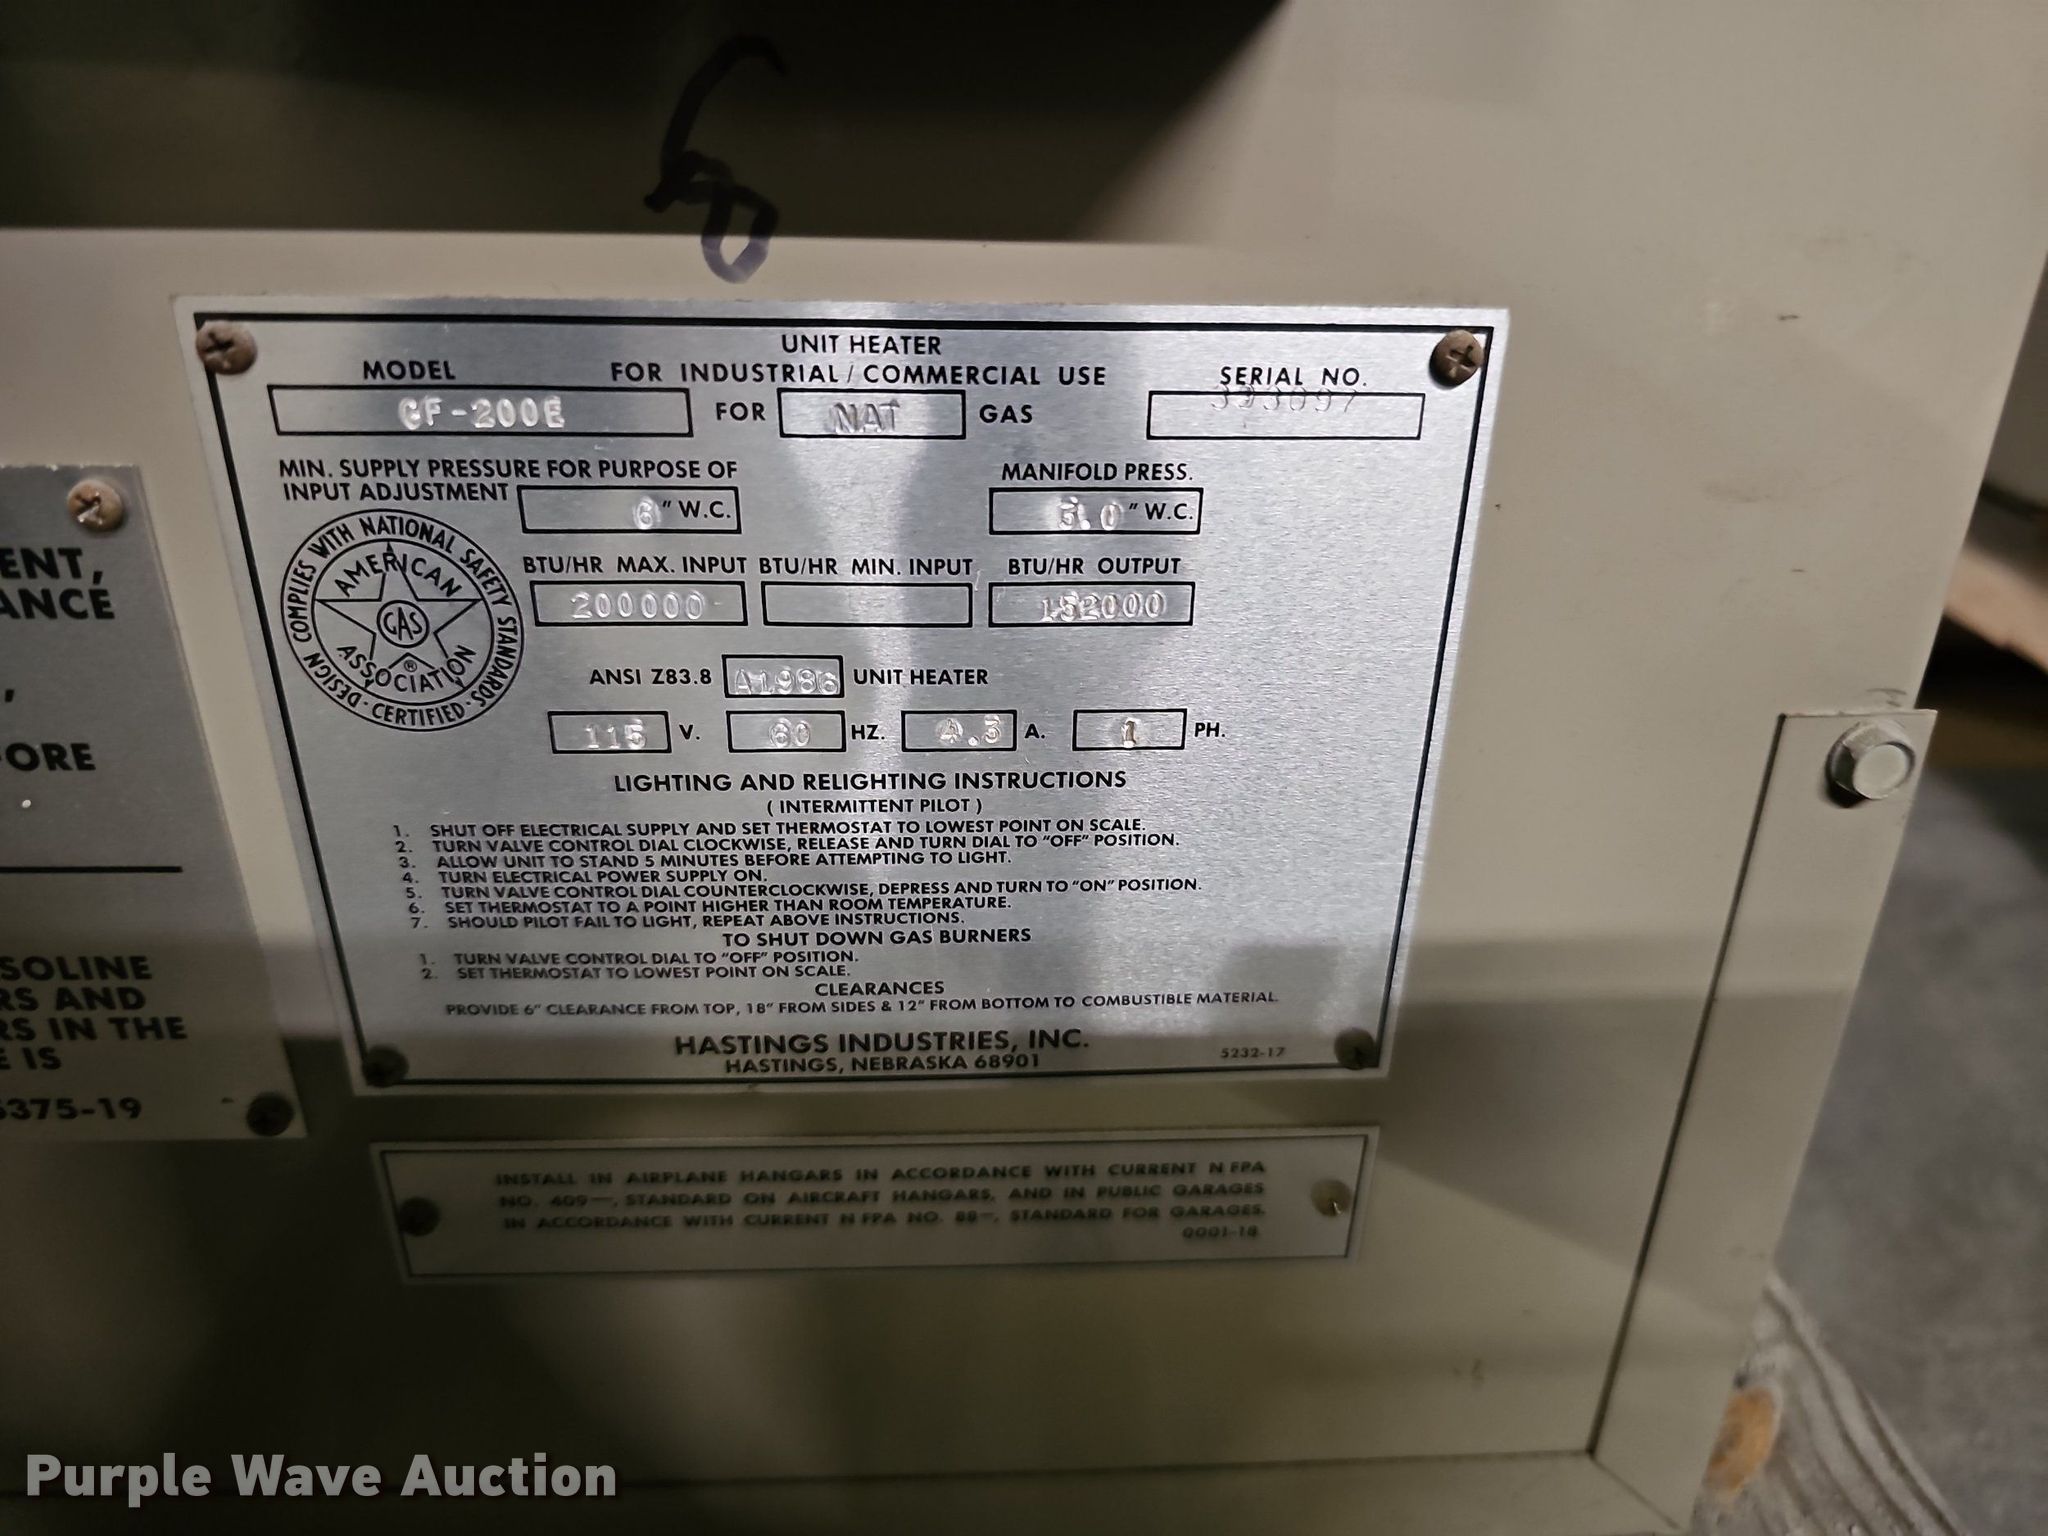 8
UNIT HEATER
MODEL FOR INDUSTRIAL / COMMERCIAL USE SERIAL NO.
CF-200E FOR NAT GAS
MIN. SUPPLY PRESSURE FOR PURPOSE OF MANIFOLD PRESS.
INPUT ADJUSTMENT 6 "W.C. "W.C.
DESIGN COMPLIES WITH NATIONAL SAFETY STANDARDS · CERTIFIED ·
AMERICAN
GAS
ASSOCIATION
®
BTU/HR MAX. INPUT BTU/HR MIN. INPUT BTU/HR OUTPUT
200000 152000
ANSI Z83.8 A1986 UNIT HEATER
115 V. 60 HZ. A. 1 PH.
LIGHTING AND RELIGHTING INSTRUCTIONS
( INTERMITTENT PILOT )
1. SHUT OFF ELECTRICAL SUPPLY AND SET THERMOSTAT TO LOWEST POINT ON SCALE.
2. TURN VALVE CONTROL DIAL CLOCKWISE, RELEASE AND TURN DIAL TO "OFF" POSITION.
3. ALLOW UNIT TO STAND 5 MINUTES BEFORE ATTEMPTING TO LIGHT.
4. TURN ELECTRICAL POWER SUPPLY ON.
5. TURN VALVE CONTROL DIAL COUNTERCLOCKWISE, DEPRESS AND TURN TO "ON" POSITION.
6. SET THERMOSTAT TO A POINT HIGHER THAN ROOM TEMPERATURE.
7. SHOULD PILOT FAIL TO LIGHT, REPEAT ABOVE INSTRUCTIONS.
TO SHUT DOWN GAS BURNERS
1. TURN VALVE CONTROL DIAL TO "OFF" POSITION.
2. SET THERMOSTAT TO LOWEST POINT ON SCALE.
CLEARANCES
PROVIDE 6" CLEARANCE FROM TOP, 18" FROM SIDES & 12" FROM BOTTOM TO COMBUSTIBLE MATERIAL.
HASTINGS INDUSTRIES, INC.
HASTINGS, NEBRASKA 68901 5232-17
ENT,
ANCE
,
FORE
.
SOLINE
RS AND
RS IN THE
E IS
5375-19
INSTALL IN AIRPLANE HANGARS IN ACCORDANCE WITH CURRENT NFPA
NO. 409—, STANDARD ON AIRCRAFT HANGARS, AND IN PUBLIC GARAGES
IN ACCORDANCE WITH CURRENT NFPA NO. 88—, STANDARD FOR GARAGES.
0001-18
Purple Wave Auction